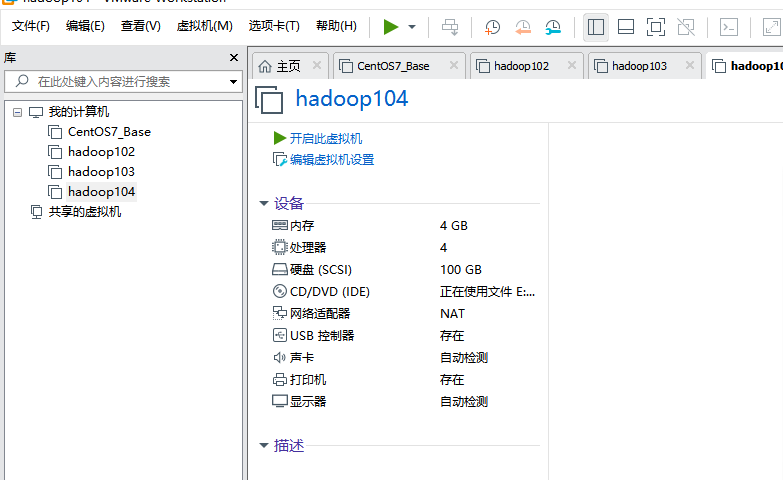 文件(F) 编辑(E) 查看(V) 虚拟机(M) 选项卡(T) 帮助(H)
库
在此处键入内容进行搜索
我的计算机
CentOS7_Base
hadoop102
hadoop103
hadoop104
共享的虚拟机
主页 CentOS7_Base hadoop102 hadoop103
hadoop104
开启此虚拟机
编辑虚拟机设置
设备
内存 4 GB
处理器 4
硬盘 (SCSI) 100 GB
CD/DVD (IDE) 正在使用文件 E:...
网络适配器 NAT
USB 控制器 存在
声卡 自动检测
打印机 存在
显示器 自动检测
描述